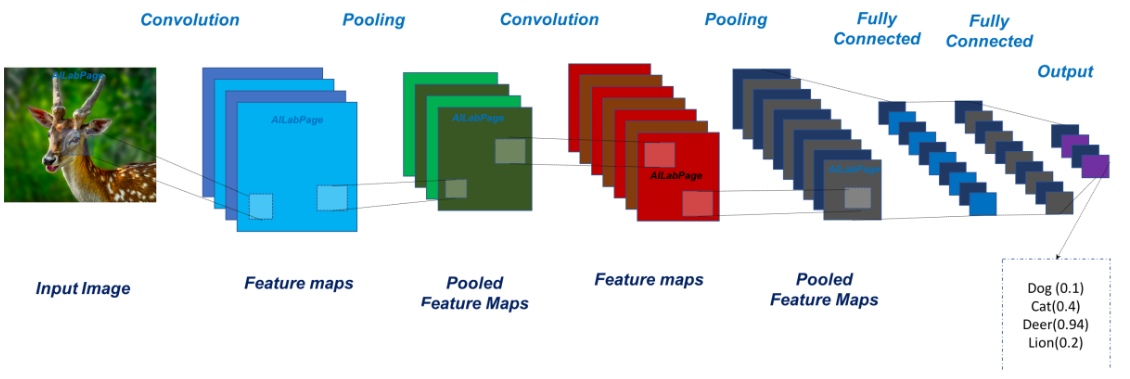 Convolution
Pooling
Convolution
Pooling
Fully
Connected
Fully
Connected
Output
AILabPage
AILabPage
AILabPage
AILabPage
AILabPage
Input Image
Feature maps
Pooled
Feature Maps
Feature maps
Pooled
Feature Maps
Dog (0.1)
Cat(0.4)
Deer(0.94)
Lion(0.2)